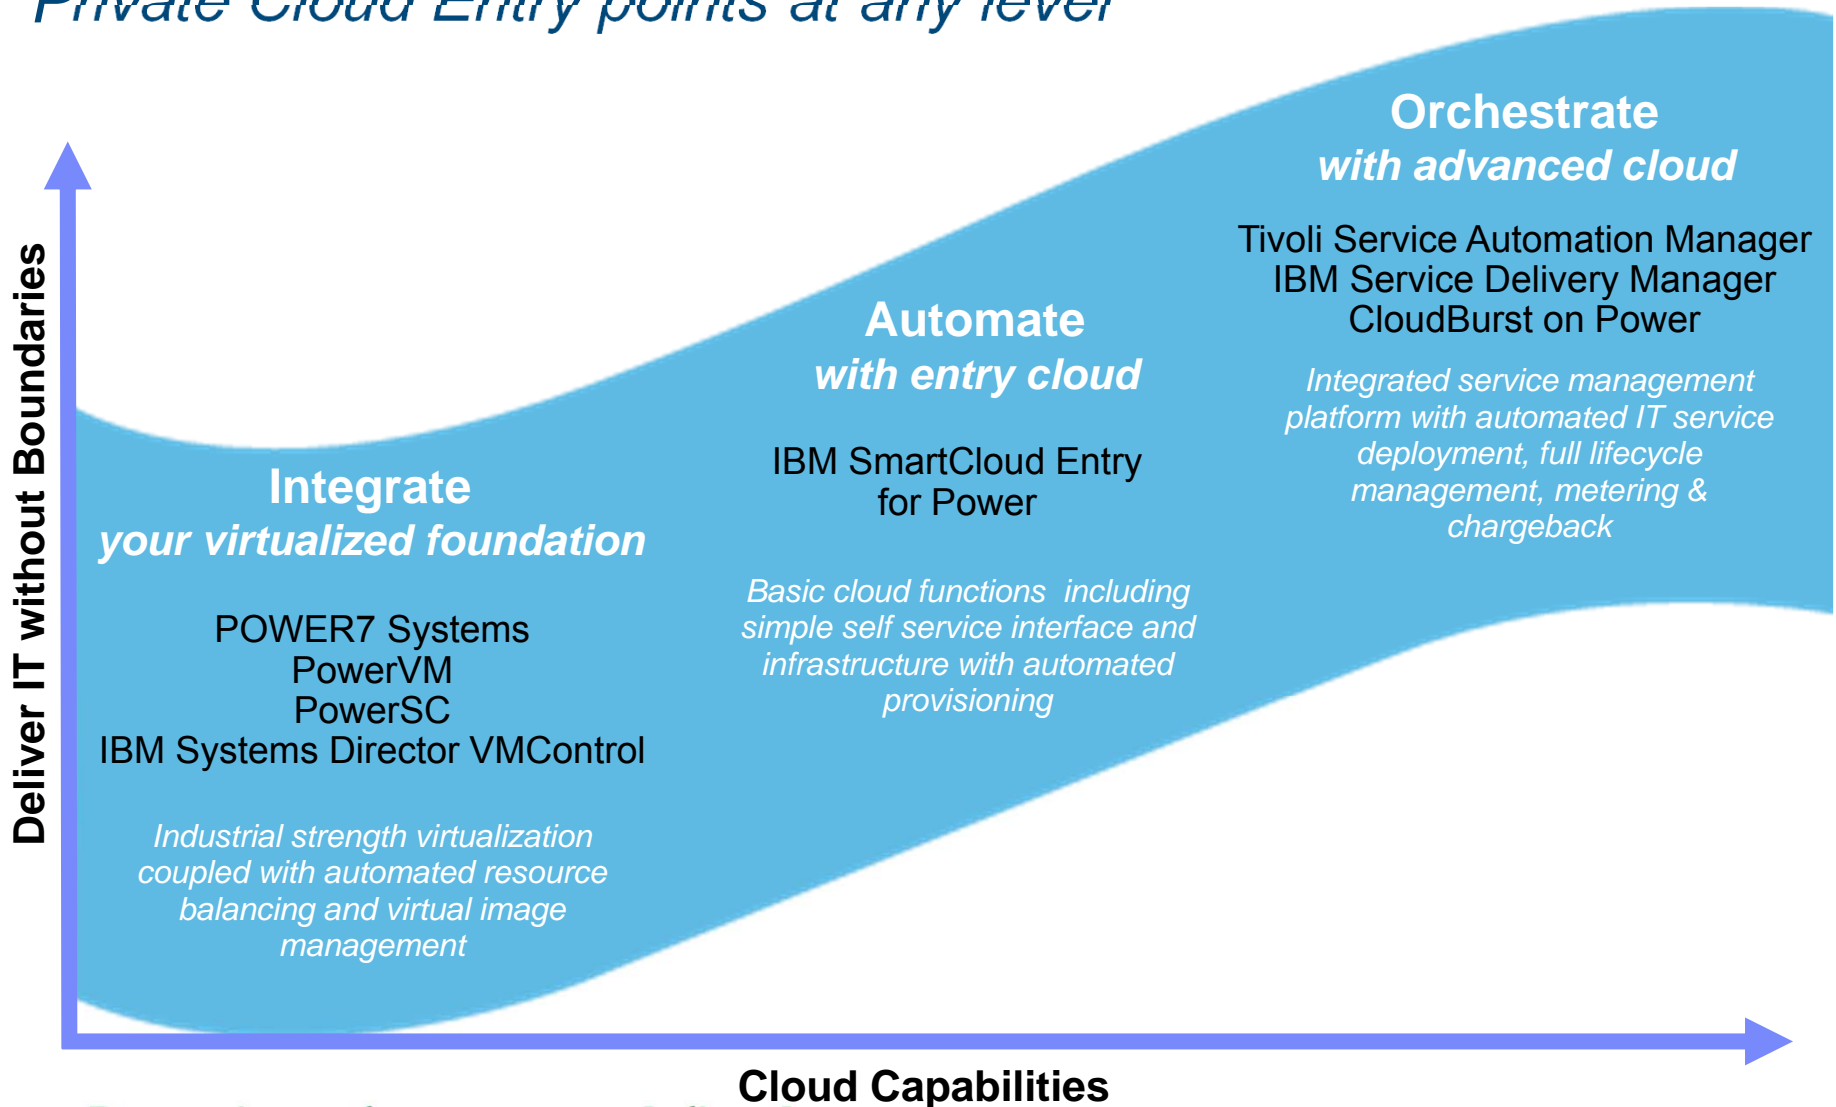 Private Cloud Entry points at any level
Orchestrate
with advanced cloud
Tivoli Service Automation Manager
IBM Service Delivery Manager
CloudBurst on Power
Integrated service management
platform with automated IT service
deployment, full lifecycle
management, metering &
chargeback
Automate
with entry cloud
IBM SmartCloud Entry
for Power
Basic cloud functions including
simple self service interface and
infrastructure with automated
provisioning
Integrate
your virtualized foundation
POWER7 Systems
PowerVM
PowerSC
IBM Systems Director VMControl
Industrial strength virtualization
coupled with automated resource
balancing and virtual image
management
Deliver IT without Boundaries
Cloud Capabilities